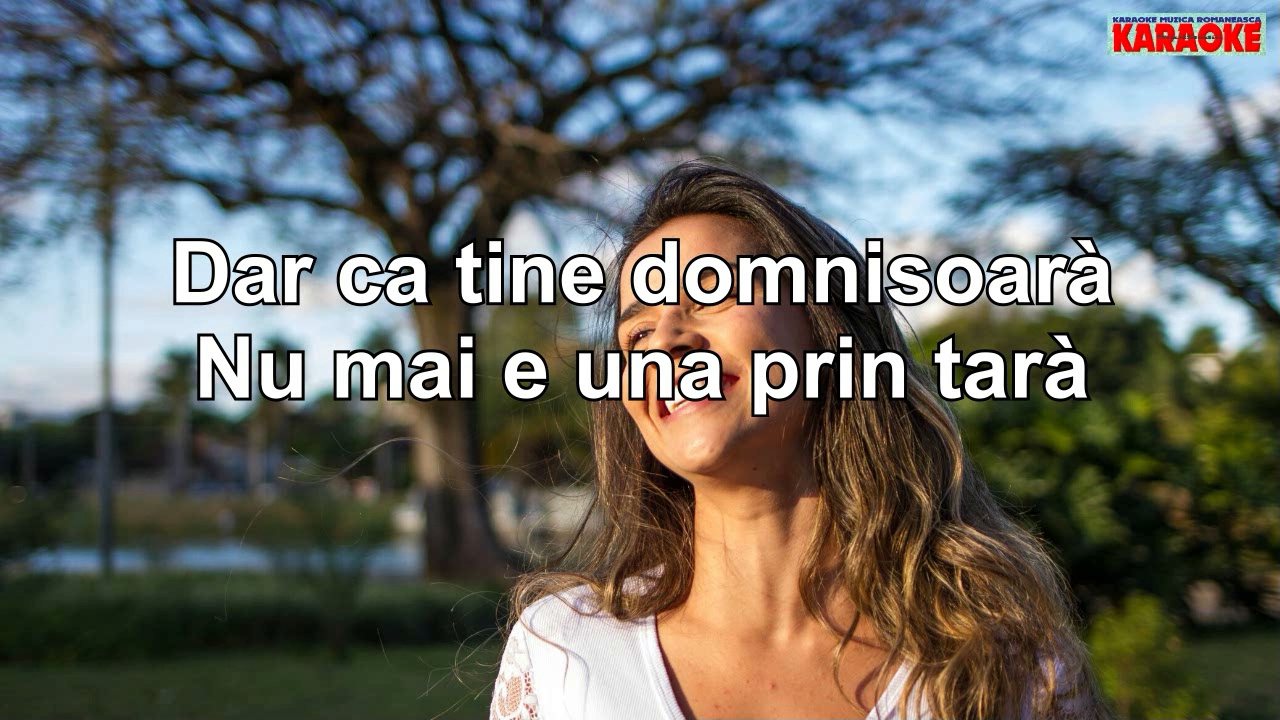 KARAOKE MUZICA ROMANEASCA
KARAOKE
Dar ca tine domnisoarà
Nu mai e una prin tarà